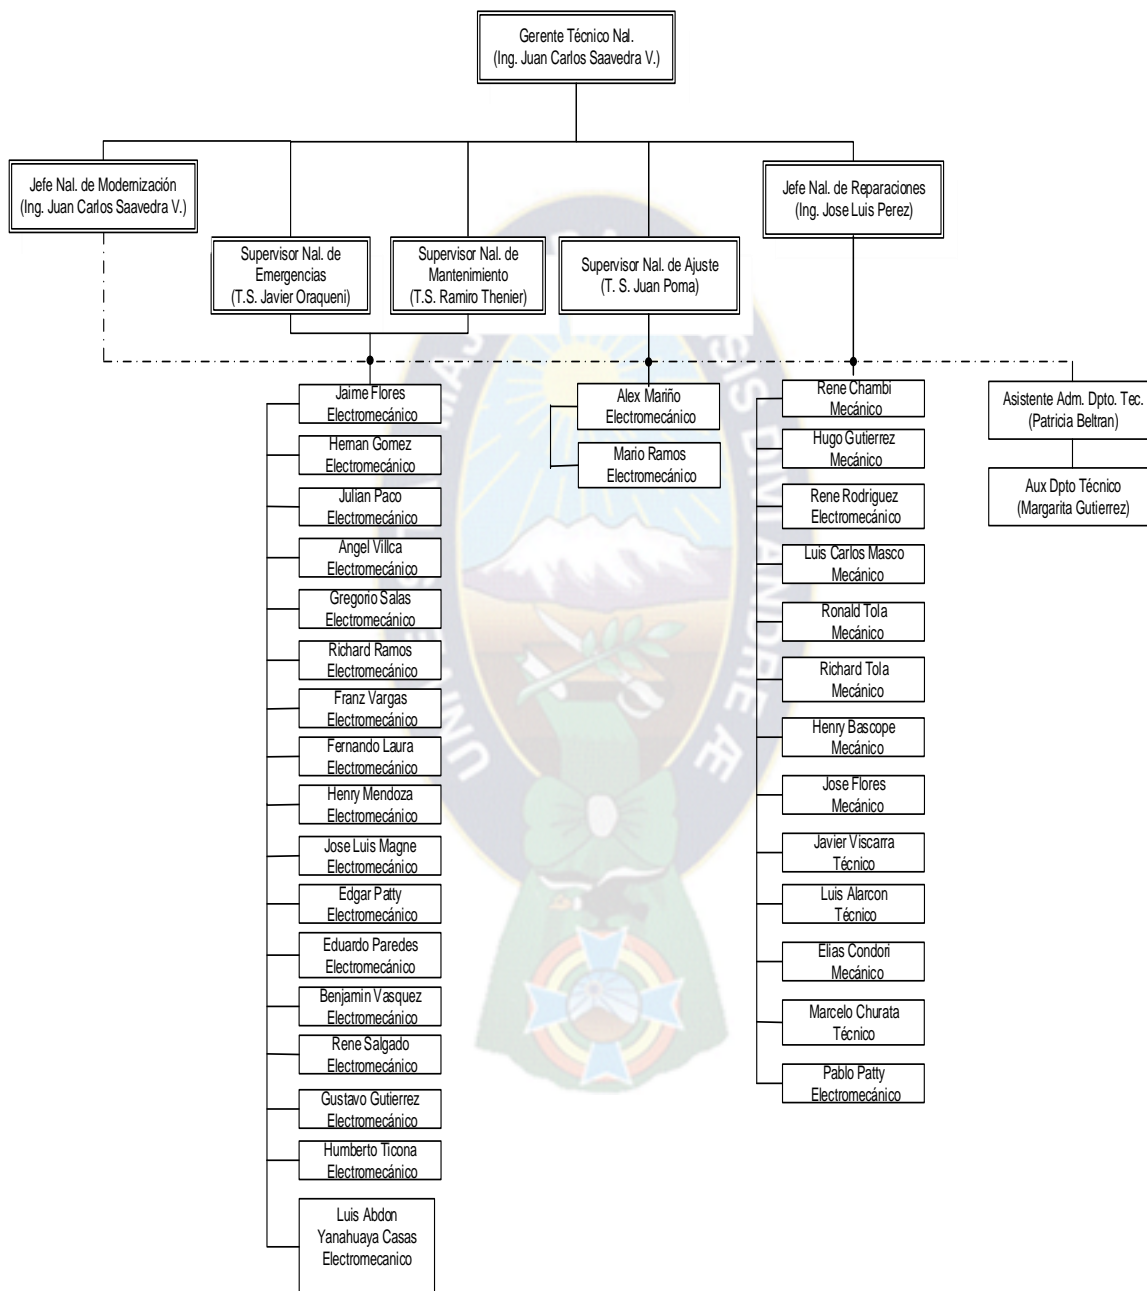 Gerente Técnico Nal.
(Ing. Juan Carlos Saavedra V.)
Jefe Nal. de Modernización
(Ing. Juan Carlos Saavedra V.)
Jefe Nal. de Reparaciones
(Ing. Jose Luis Perez)
Supervisor Nal. de
Emergencias
(T.S. Javier Oraqueni)
Supervisor Nal. de
Mantenimiento
(T.S. Ramiro Thenier)
Supervisor Nal. de Ajuste
(T. S. Juan Poma)
Jaime Flores
Electromecánico
Hernan Gomez
Electromecánico
Julian Paco
Electromecánico
Angel Villca
Electromecánico
Gregorio Salas
Electromecánico
Richard Ramos
Electromecánico
Franz Vargas
Electromecánico
Fernando Laura
Electromecánico
Henry Mendoza
Electromecánico
Jose Luis Magne
Electromecánico
Edgar Patty
Electromecánico
Eduardo Paredes
Electromecánico
Benjamin Vasquez
Electromecánico
Rene Salgado
Electromecánico
Gustavo Gutierrez
Electromecánico
Humberto Ticona
Electromecánico
Luis Abdon
Yanahuaya Casas
Electromecanico
Alex Mariño
Electromecánico
Mario Ramos
Electromecánico
Rene Chambi
Mecánico
Hugo Gutierrez
Mecánico
Rene Rodriguez
Electromecánico
Luis Carlos Masco
Mecánico
Ronald Tola
Mecánico
Richard Tola
Mecánico
Henry Bascope
Mecánico
Jose Flores
Mecánico
Javier Viscarra
Técnico
Luis Alarcon
Técnico
Elias Condori
Mecánico
Marcelo Churata
Técnico
Pablo Patty
Electromecánico
Asistente Adm. Dpto. Tec.
(Patricia Beltran)
Aux Dpto Técnico
(Margarita Gutierrez)
DIVI ANDRE Æ